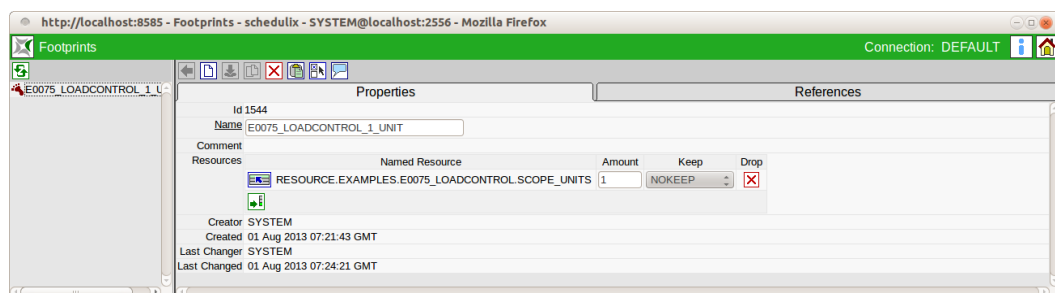 http://localhost:8585 - Footprints - schedulix - SYSTEM@localhost:2556 - Mozilla Firefox
Footprints
Connection: DEFAULT
E0075_LOADCONTROL_1_U
Properties
References
Id 1544
Name E0075_LOADCONTROL_1_UNIT
Comment
Resources
Named Resource Amount Keep Drop
RESOURCE.EXAMPLES.E0075_LOADCONTROL.SCOPE_UNITS 1 NOKEEP
Creator SYSTEM
Created 01 Aug 2013 07:21:43 GMT
Last Changer SYSTEM
Last Changed 01 Aug 2013 07:24:21 GMT